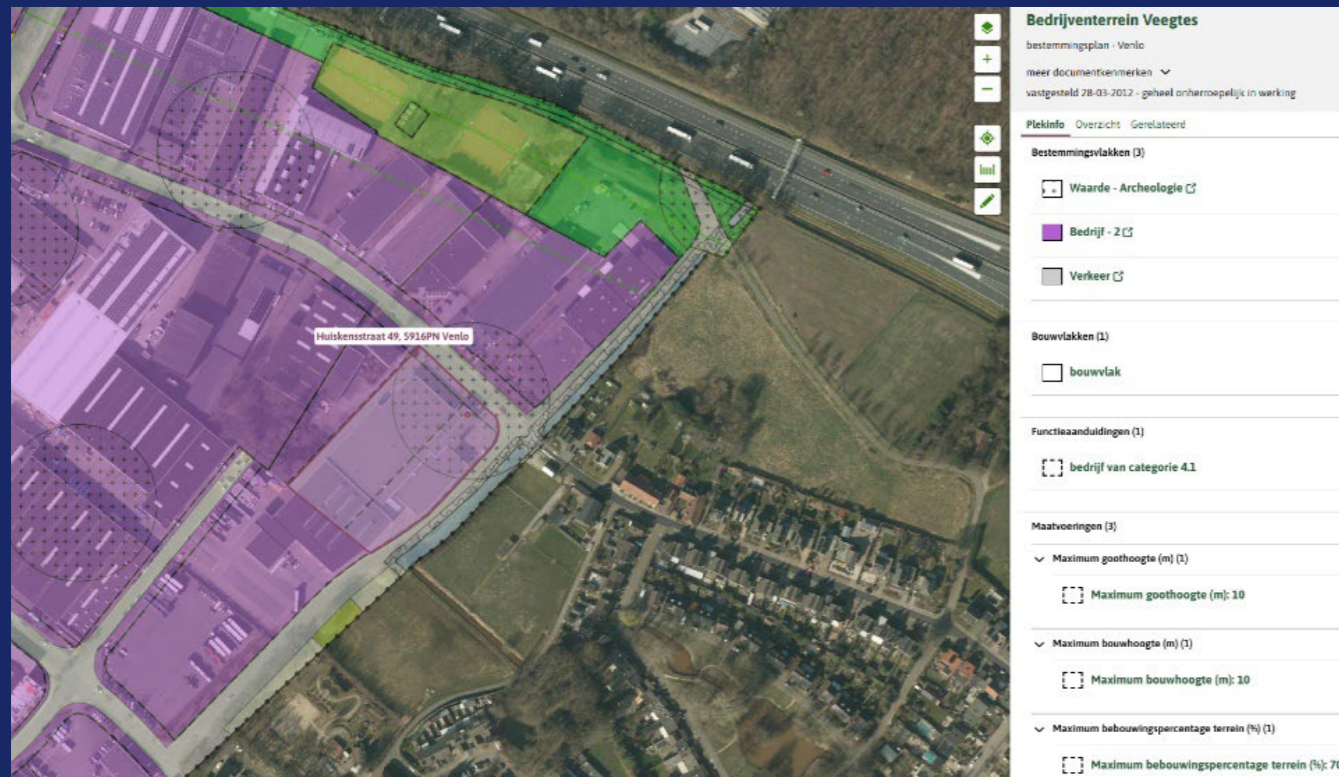 Huiskensstraat 49, 5916PN Venlo
Bedrijventerrein Veegtes
bestemmingsplan - Venlo
meer documentkenmerken
vastgesteld 28-03-2012 - geheel onherroepelijk in werking
Plekinfo Overzicht Gerelateerd
Bestemmingsvlakken (3)
Waarde - Archeologie
Bedrijf - 2
Verkeer
Bouwvlakken (1)
bouwvlak
Functieaanduidingen (1)
bedrijf van categorie 4.1
Maatvoeringen (3)
Maximum goothoogte (m) (1)
Maximum goothoogte (m): 10
Maximum bouwhoogte (m) (1)
Maximum bouwhoogte (m): 10
Maximum bebouwingspercentage terrein (%) (1)
Maximum bebouwingspercentage terrein (%):